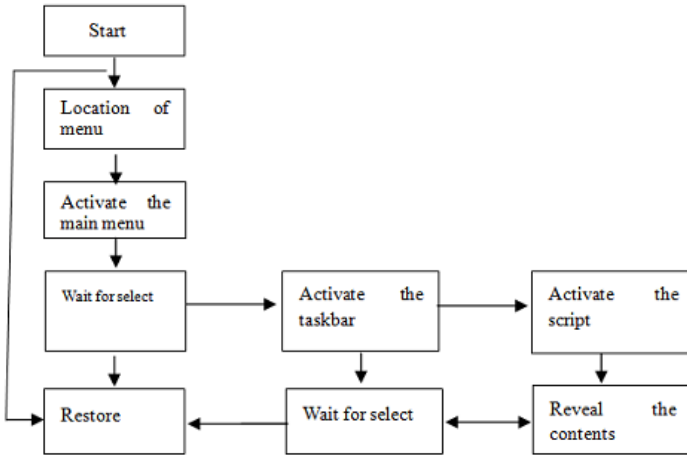 Start
Location of
menu
Activate the
main menu
Wait for select
Activate the
taskbar
Activate the
script
Restore
Wait for select
Reveal the
contents